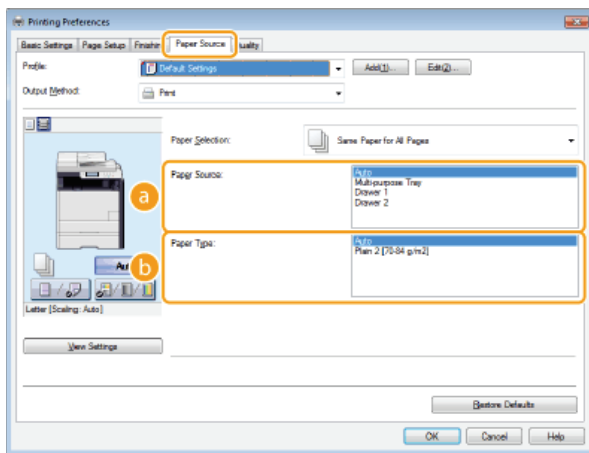 Printing Preferences
Basic Settings Page Setup Finishin Paper Source uality
Profile: Default Settings Add(1)... Edit(2)...
Output Method: Print
Paper Selection: Same Paper for All Pages
a
Paper Source: Auto
Multi-purpose Tray
Drawer 1
Drawer 2
b
Paper Type: Auto
Plain 2 [70-84 g/m2]
Au
Letter [Scaling: Auto]
View Settings
Restore Defaults
OK Cancel Help